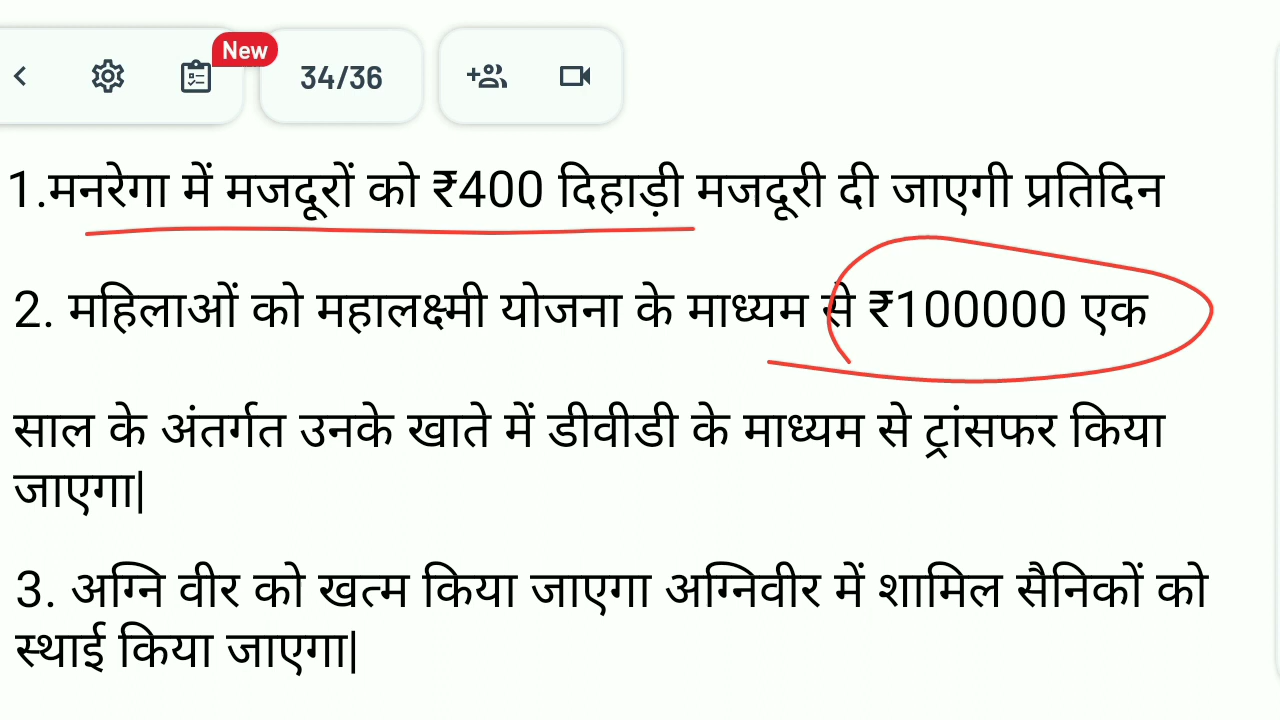 New
34/36
1.मनरेगा में मजदूरों को ₹400 दिहाड़ी मजदूरी दी जाएगी प्रतिदिन
2. महिलाओं को महालक्ष्मी योजना के माध्यम से ₹100000 एक
साल के अंतर्गत उनके खाते में डीवीडी के माध्यम से ट्रांसफर किया
जाएगा|
3. अग्नि वीर को खत्म किया जाएगा अग्निवीर में शामिल सैनिकों को
स्थाई किया जाएगा|